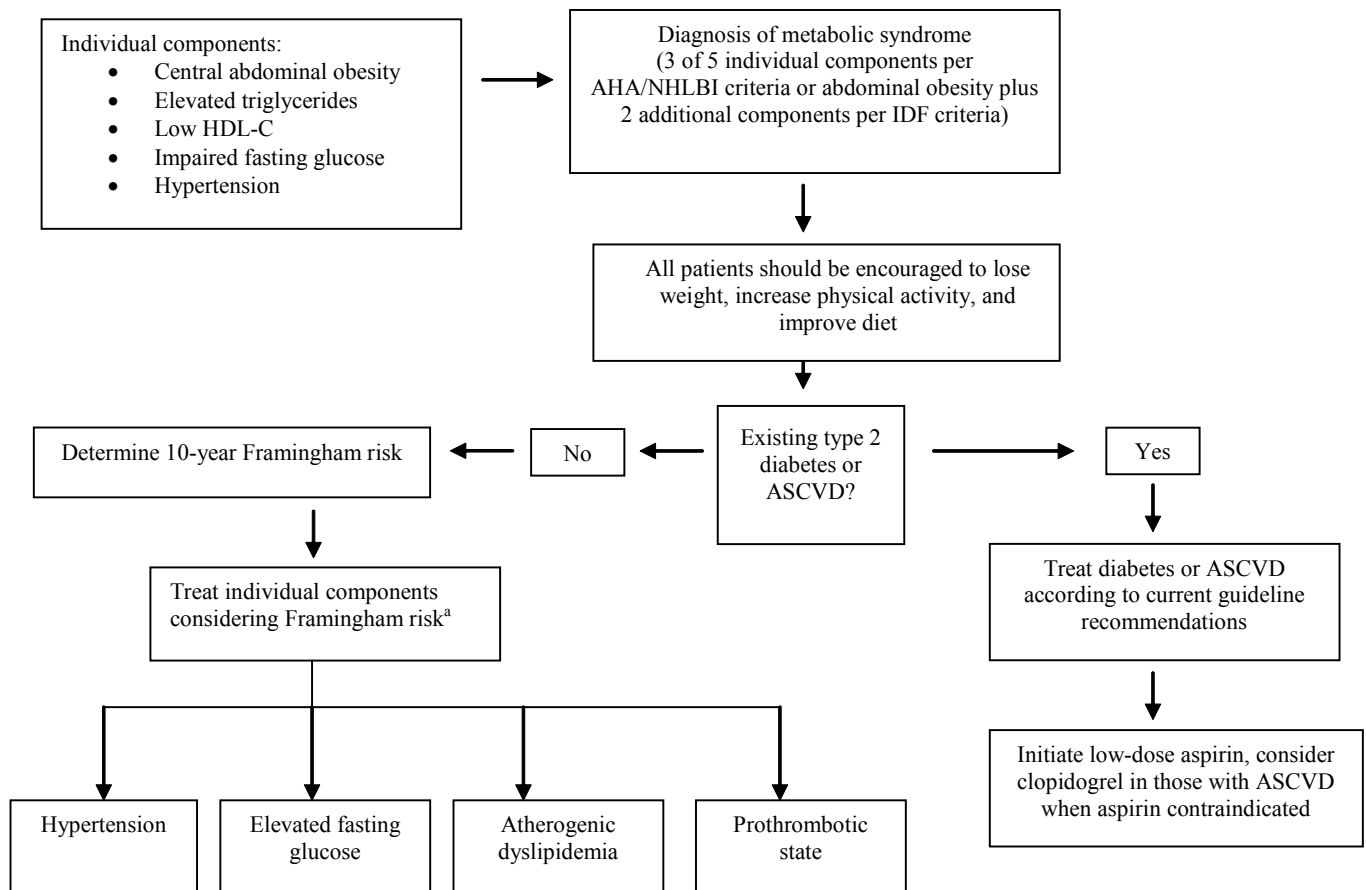 Individual components:
• Central abdominal obesity
• Elevated triglycerides
• Low HDL-C
• Impaired fasting glucose
• Hypertension
Diagnosis of metabolic syndrome
(3 of 5 individual components per
AHA/NHLBI criteria or abdominal obesity plus
2 additional components per IDF criteria)
All patients should be encouraged to lose
weight, increase physical activity, and
improve diet
Existing type 2
diabetes or
ASCVD?
No
Yes
Determine 10-year Framingham risk
Treat individual components
considering Framingham riskᵃ
Treat diabetes or ASCVD
according to current guideline
recommendations
Initiate low-dose aspirin, consider
clopidogrel in those with ASCVD
when aspirin contraindicated
Hypertension
Elevated fasting
glucose
Atherogenic
dyslipidemia
Prothrombotic
state